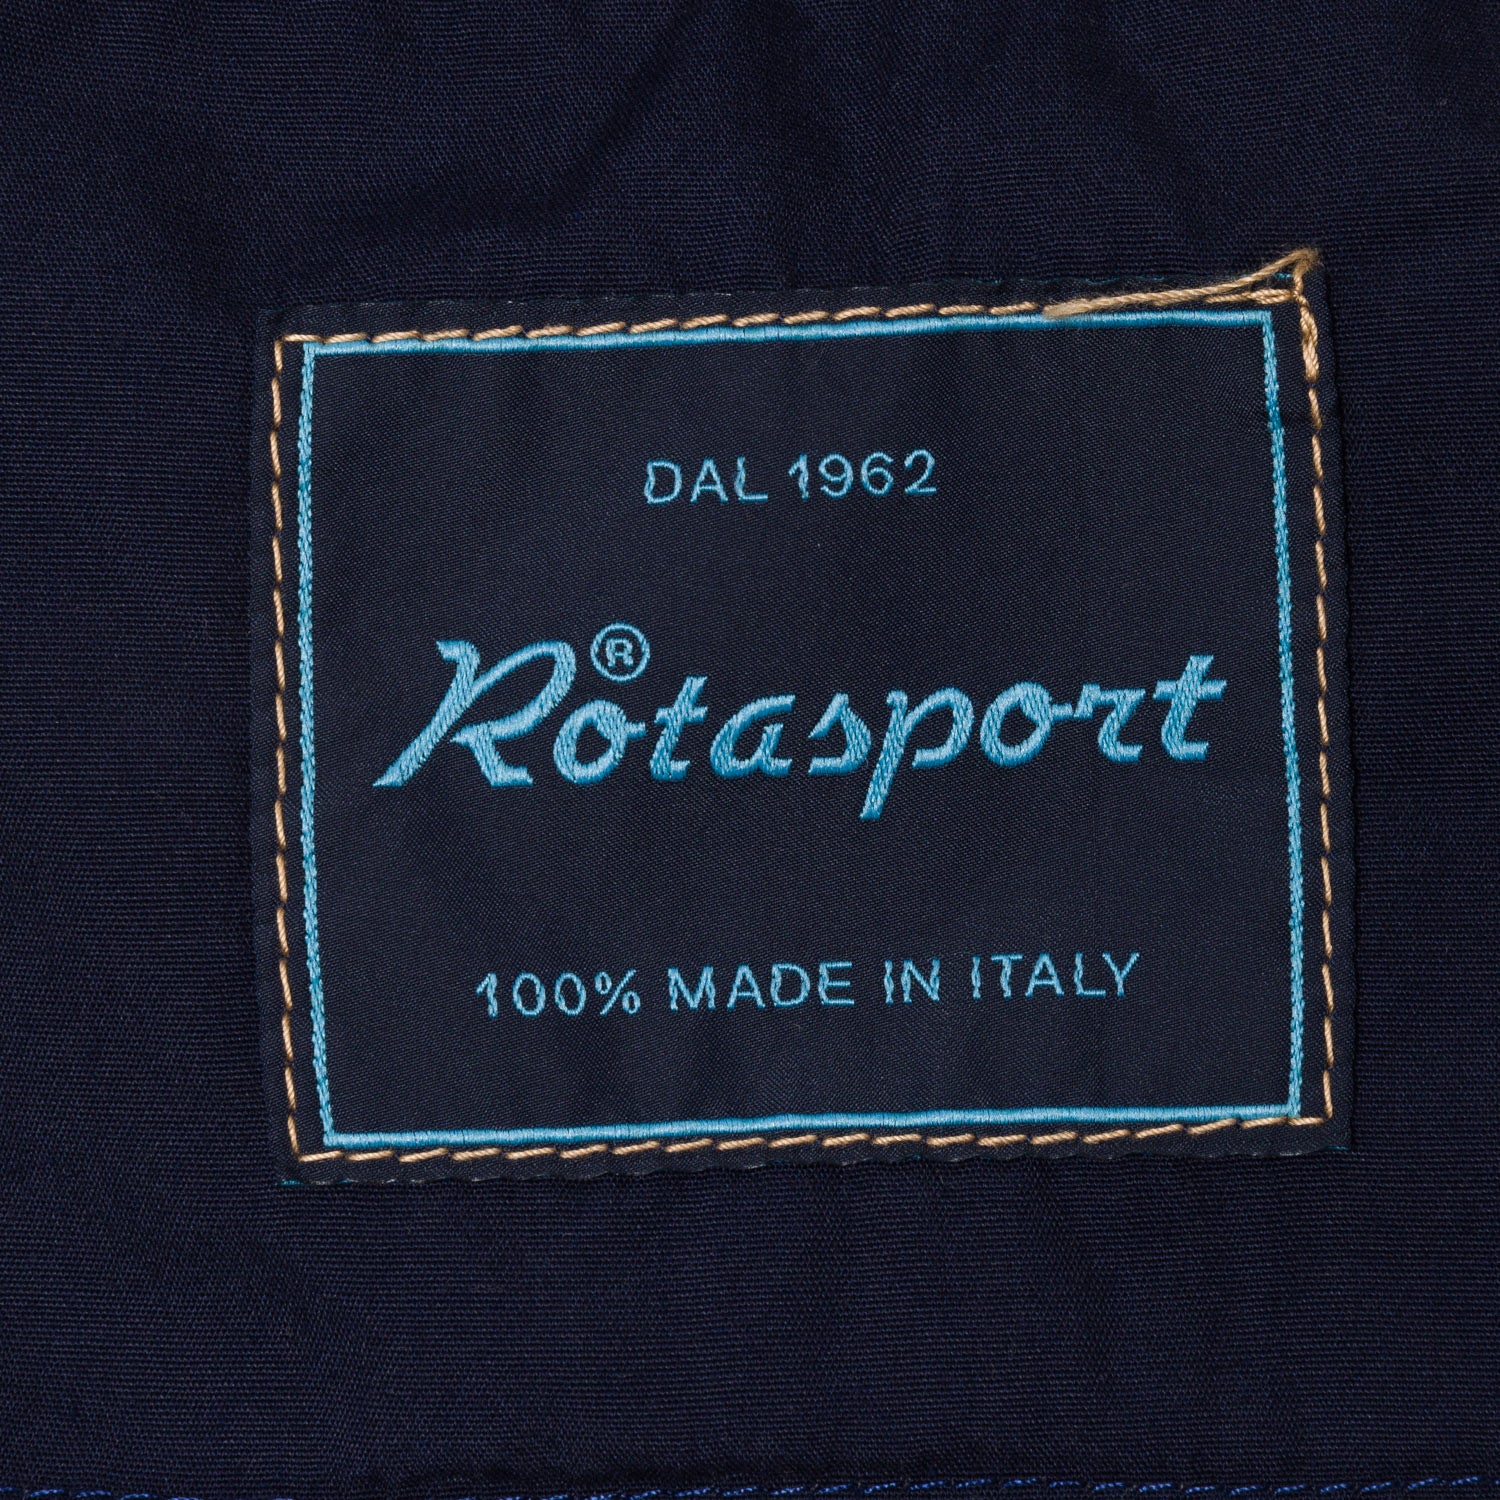 DAL 1962
Rotasport®
100% MADE IN ITALY